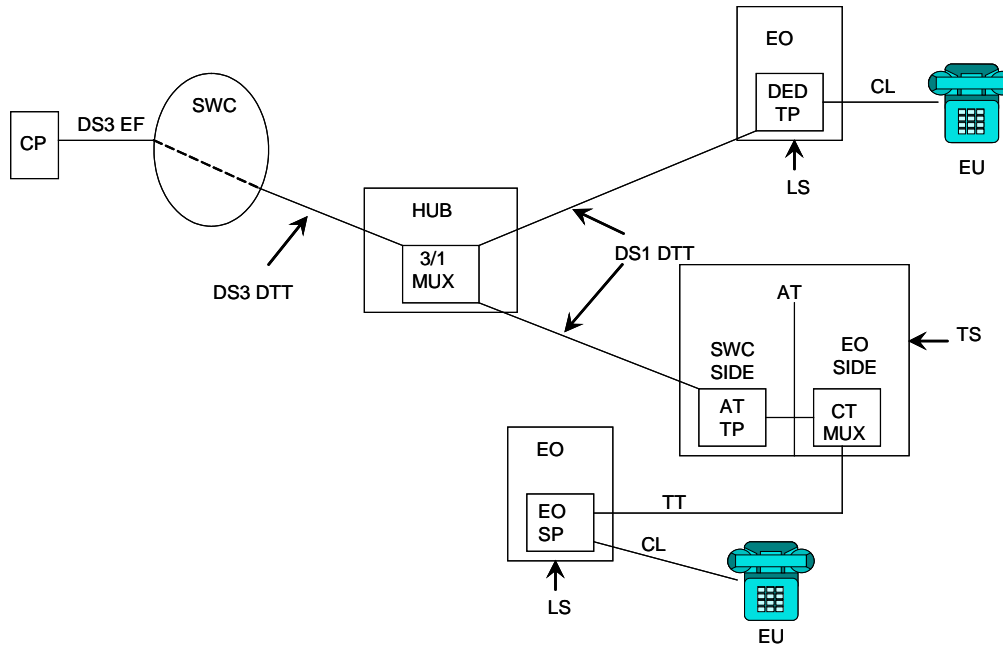 EO
SWC
DED
TP
CL
DS3 EF
CP
EU
LS
HUB
DS1 DTT
3/1
MUX
DS3 DTT
AT
TS
SWC
SIDE
EO
SIDE
AT
TP
CT
MUX
EO
TT
EO
SP
CL
LS
EU